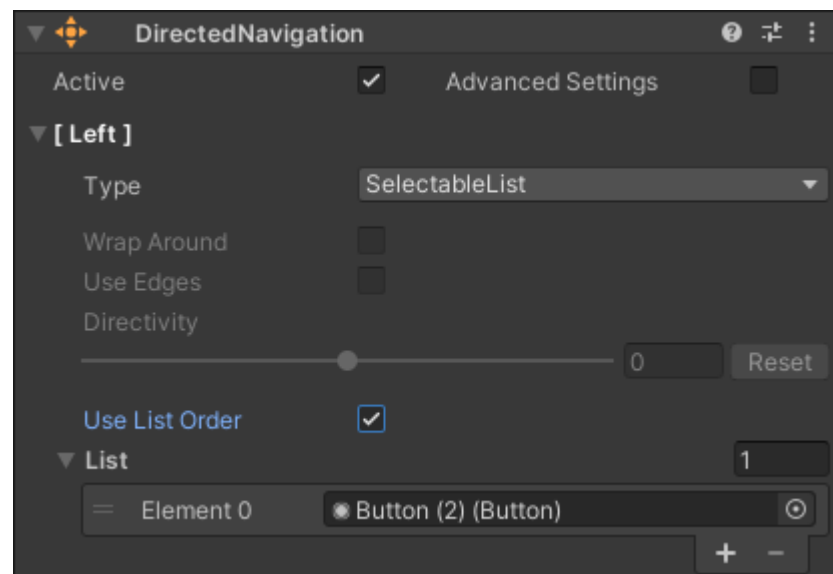 DirectedNavigation
Active Advanced Settings
[ Left ]
Type SelectableList
Wrap Around
Use Edges
Directivity
0 Reset
Use List Order
List 1
Element 0 Button (2) (Button)